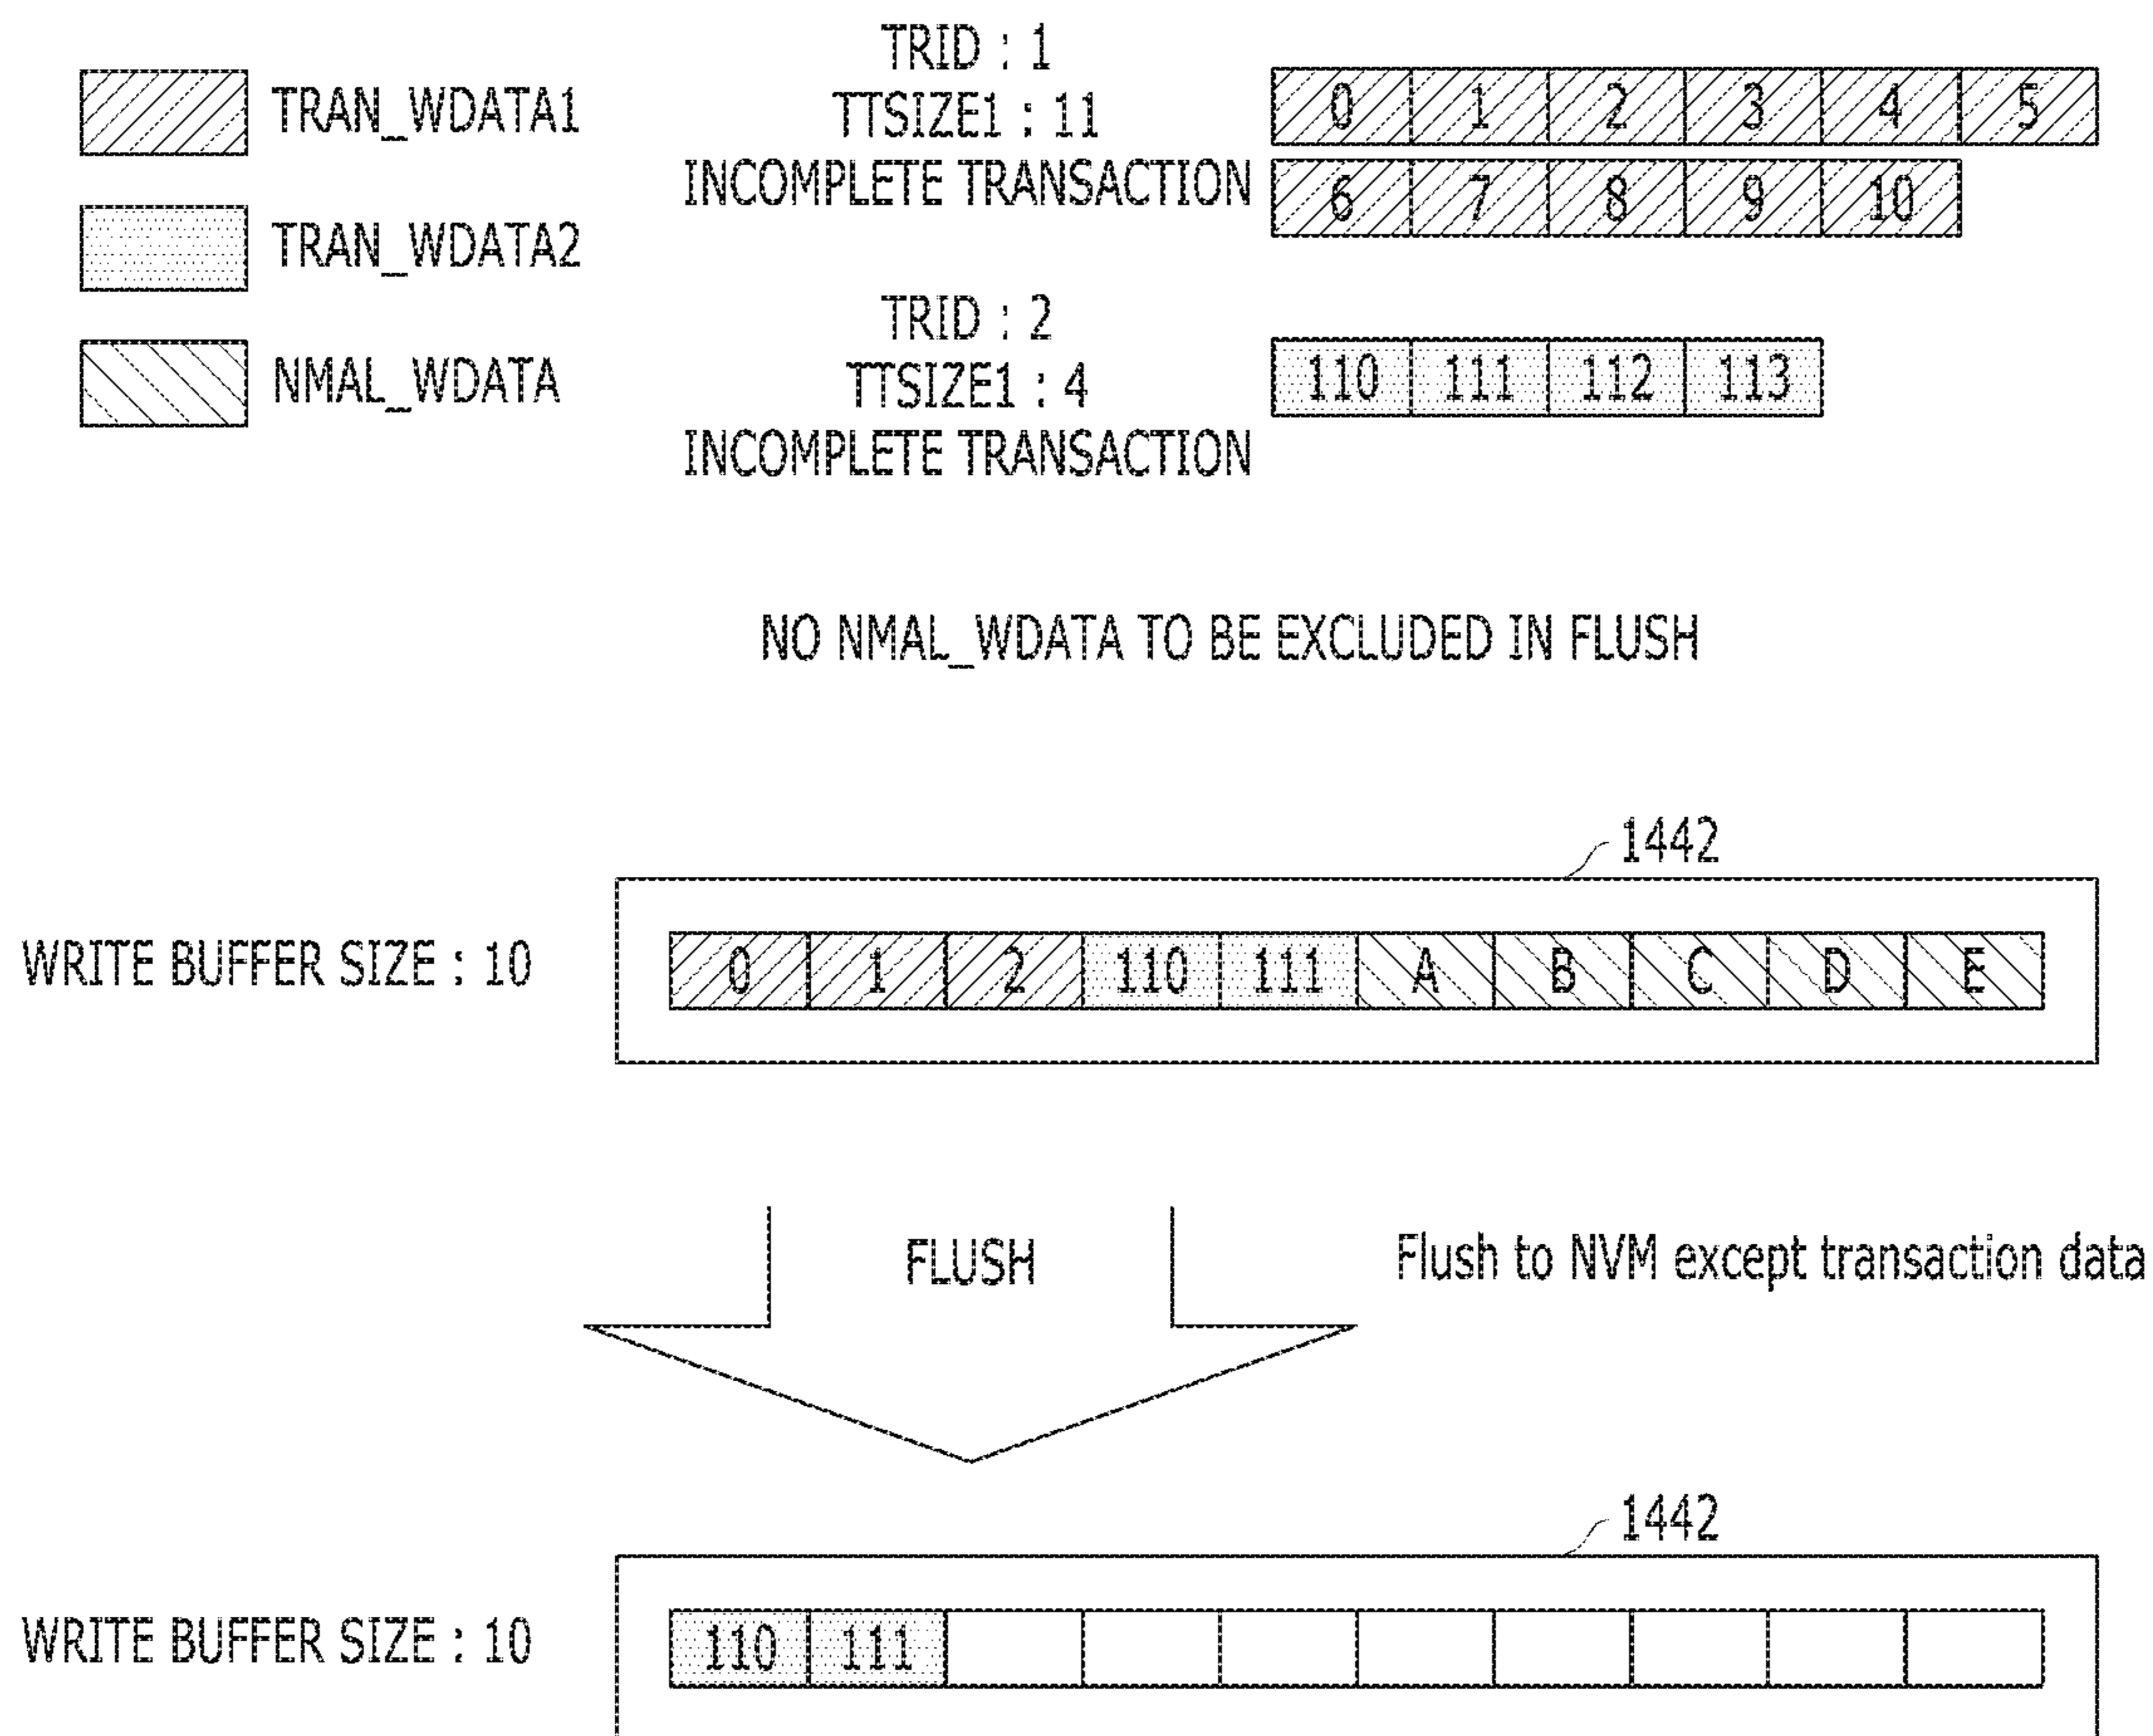 TRAN_WDATA1
TRAN_WDATA2
NMAL_WDATA
TRID : 1
TTSIZE1 : 11
INCOMPLETE TRANSACTION
0 1 2 3 4 5
6 7 8 9 10
TRID : 2
TTSIZE1 : 4
INCOMPLETE TRANSACTION
110 111 112 113
NO NMAL_WDATA TO BE EXCLUDED IN FLUSH
1442
WRITE BUFFER SIZE : 10
0 1 2 110 111 A B C D E
FLUSH
Flush to NVM except transaction data
1442
WRITE BUFFER SIZE : 10
110 111